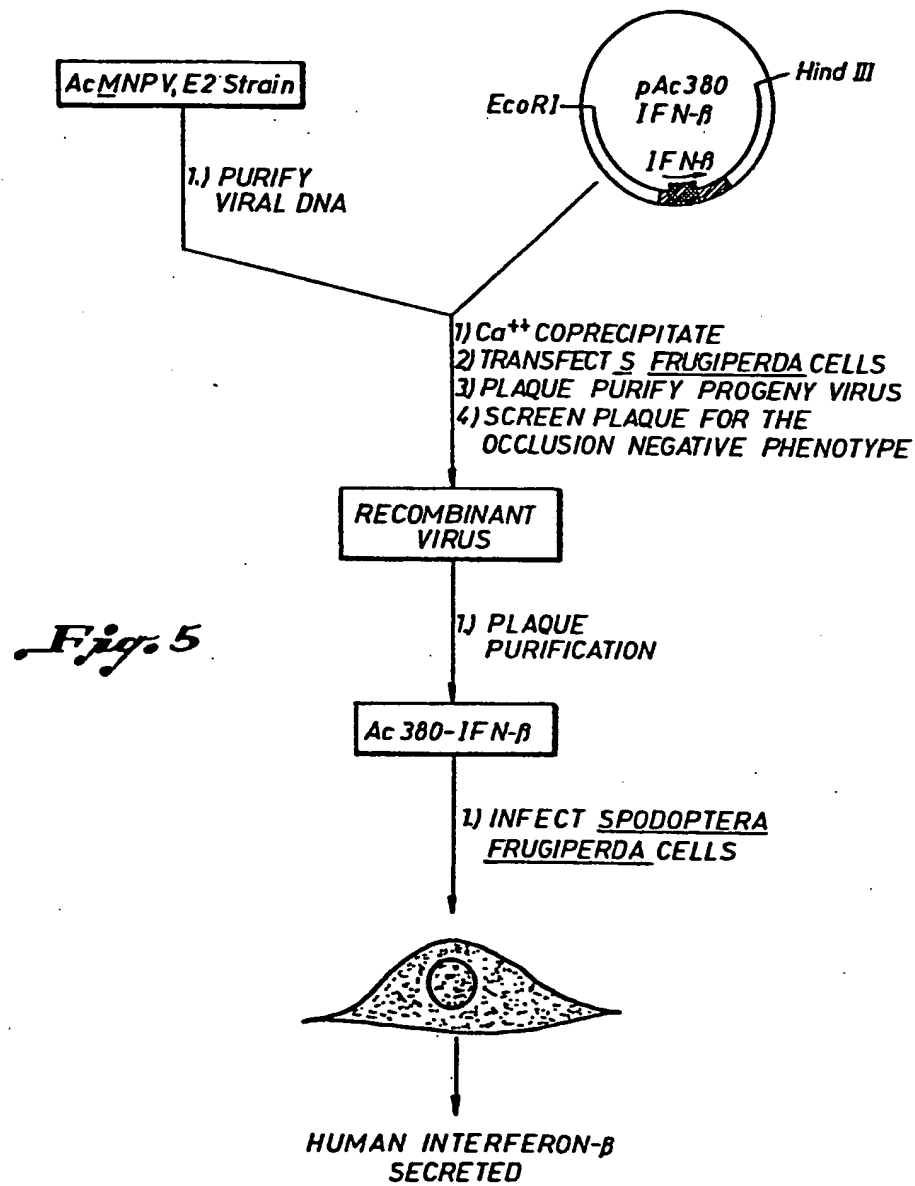 AcMNPV, E2 Strain
1.) PURIFY
VIRAL DNA
EcoRI
Hind III
pAc380
IFN-β
IFN-β
1) Ca++ COPRECIPITATE
2) TRANSFECT S FRUGIPERDA CELLS
3) PLAQUE PURIFY PROGENY VIRUS
4) SCREEN PLAQUE FOR THE
OCCLUSION NEGATIVE PHENOTYPE
RECOMBINANT
VIRUS
Fig. 5
1.) PLAQUE
PURIFICATION
Ac380-IFN-β
1.) INFECT SPODOPTERA
FRUGIPERDA CELLS
HUMAN INTERFERON-β
SECRETED